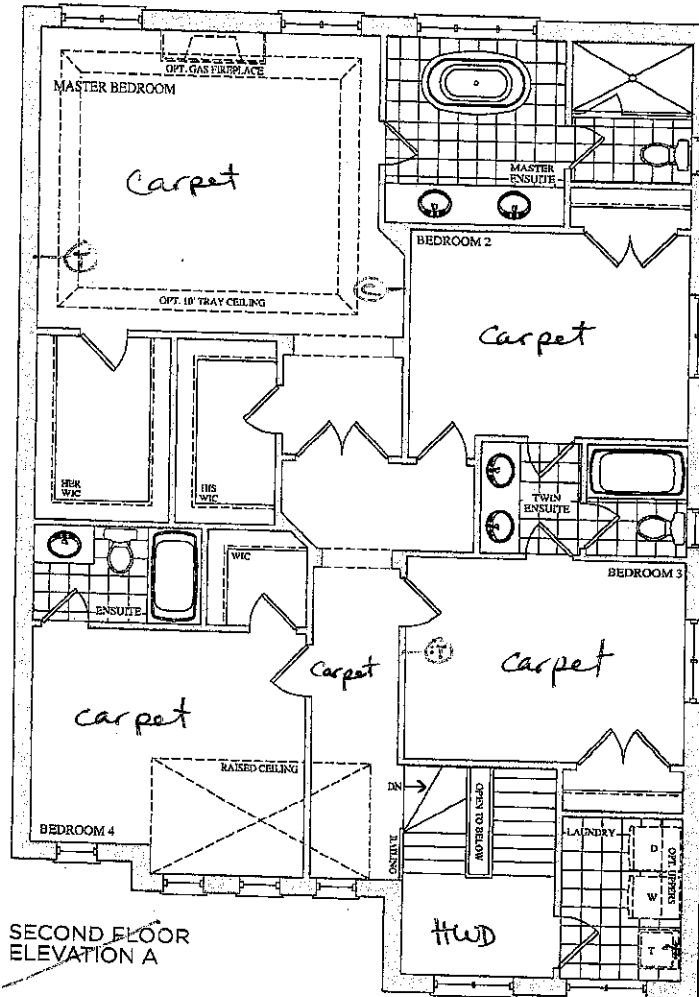 OPT. GAS FIREPLACE
MASTER BEDROOM
Carpet
T
C
OPT. 10' TRAY CEILING
MASTER
ENSUITE
BEDROOM 2
Carpet
HER
WIC
HIS
WIC
TWIN
ENSUITE
WIC
ENSUITE
BEDROOM 3
T
Carpet
Carpet
Carpet
RAISED CEILING
BEDROOM 4
DN
OPEN TO BELOW
RAILING
LAUNDRY
D
W
T
OPT. UPPERS
HWD
SECOND FLOOR
ELEVATION A